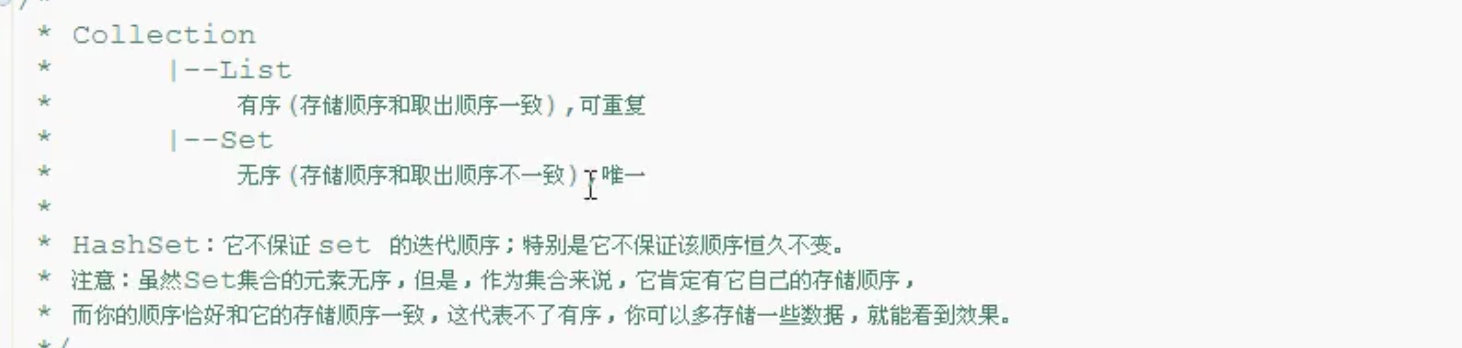 /*
* Collection
* |--List
* 有序(存储顺序和取出顺序一致),可重复
* |--Set
* 无序(存储顺序和取出顺序不一致),唯一
*
* HashSet：它不保证 set 的迭代顺序；特别是它不保证该顺序恒久不变。
* 注意：虽然Set集合的元素无序，但是，作为集合来说，它肯定有它自己的存储顺序，
* 而你的顺序恰好和它的存储顺序一致，这代表不了有序，你可以多存储一些数据，就能看到效果。
*/